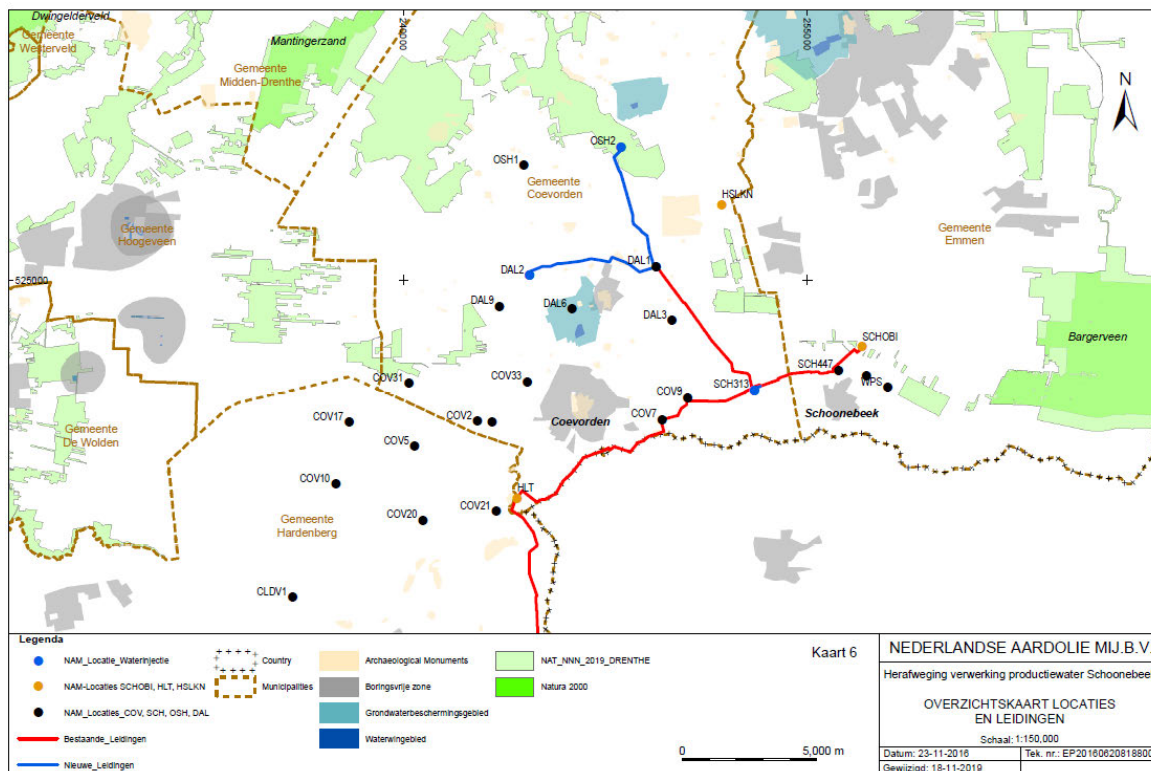 Dwingelderveld
Gemeente
Westerveld
Mantingerzand
Gemeente
Midden-Drenthe
240000
255000
N
OSH2
OSH1
Gemeente
Coevorden
HSLKN
Gemeente
Hoogeveen
Gemeente
Emmen
525000
DAL2
DAL1
DAL9
DAL6
DAL3
Bargerveen
SCHOBI
SCH447
WPS
COV31
COV33
SCH313
COV9
COV17
COV2
Coevorden
COV7
Schoonebeek
Gemeente
De Wolden
COV5
COV10
HLT
COV21
COV20
Gemeente
Hardenberg
CLDV1
Legenda
NAM_Locatie_Waterinjectie
NAM-Locaties SCHOBI, HLT, HSLKN
NAM_Locaties_COV, SCH, OSH, DAL
Bestaande_Leidingen
Nieuwe_Leidingen
Country
Municipalities
Archaeological Monuments
Boringsvrije zone
Grondwaterbeschermingsgebied
Waterwingebied
NAT_NNN_2019_DRENTHE
Natura 2000
Kaart 6
0 5,000 m
NEDERLANDSE AARDOLIE MIJ.B.V.
Herafweging verwerking productiewater Schoonebeek
OVERZICHTSKAART LOCATIES
EN LEIDINGEN
Schaal: 1:150,000
Datum: 23-11-2016
Tek. nr.: EP20160620818800
Gewijzigd: 18-11-2019